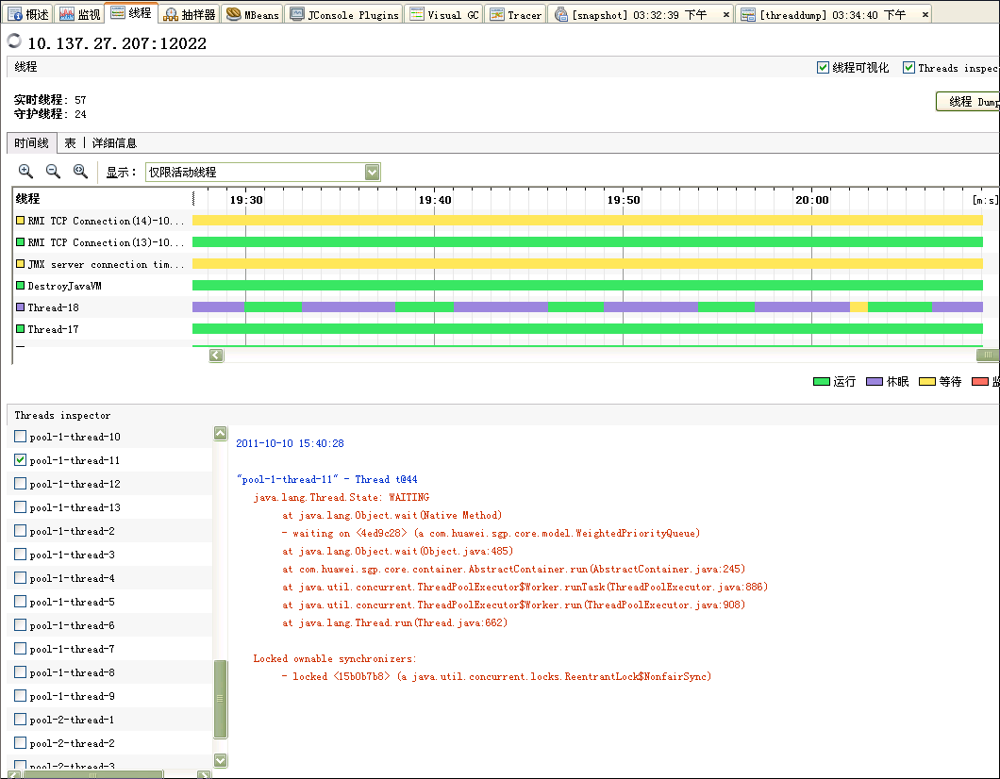 概述 监视 线程 抽样器 MBeans JConsole Plugins Visual GC Tracer [snapshot] 03:32:39 下午 × [threaddump] 03:34:40 下午 ×
10.137.27.207:12022
线程 线程可视化 Threads inspec
实时线程: 57
守护线程: 24
线程 Dump
时间线 表 详细信息
显示: 仅限活动线程
线程 19:30 19:40 19:50 20:00 [m:s]
RMI TCP Connection(14)-10...
RMI TCP Connection(13)-10...
JMX server connection tim...
DestroyJavaVM
Thread-18
Thread-17
运行 休眠 等待
Threads inspector
pool-1-thread-10
pool-1-thread-11
pool-1-thread-12
pool-1-thread-13
pool-1-thread-2
pool-1-thread-3
pool-1-thread-4
pool-1-thread-5
pool-1-thread-6
pool-1-thread-7
pool-1-thread-8
pool-1-thread-9
pool-2-thread-1
pool-2-thread-2
pool-2-thread-3
2011-10-10 15:40:28
"pool-1-thread-11" - Thread t@44
java.lang.Thread.State: WAITING
at java.lang.Object.wait(Native Method)
- waiting on <4ed9c28> (a com.huawei.sgp.core.model.WeightedPriorityQueue)
at java.lang.Object.wait(Object.java:485)
at com.huawei.sgp.core.container.AbstractContainer.run(AbstractContainer.java:245)
at java.util.concurrent.ThreadPoolExecutor$Worker.runTask(ThreadPoolExecutor.java:886)
at java.util.concurrent.ThreadPoolExecutor$Worker.run(ThreadPoolExecutor.java:908)
at java.lang.Thread.run(Thread.java:662)
Locked ownable synchronizers:
- locked <15b0b7b8> (a java.util.concurrent.locks.ReentrantLock$NonfairSync)